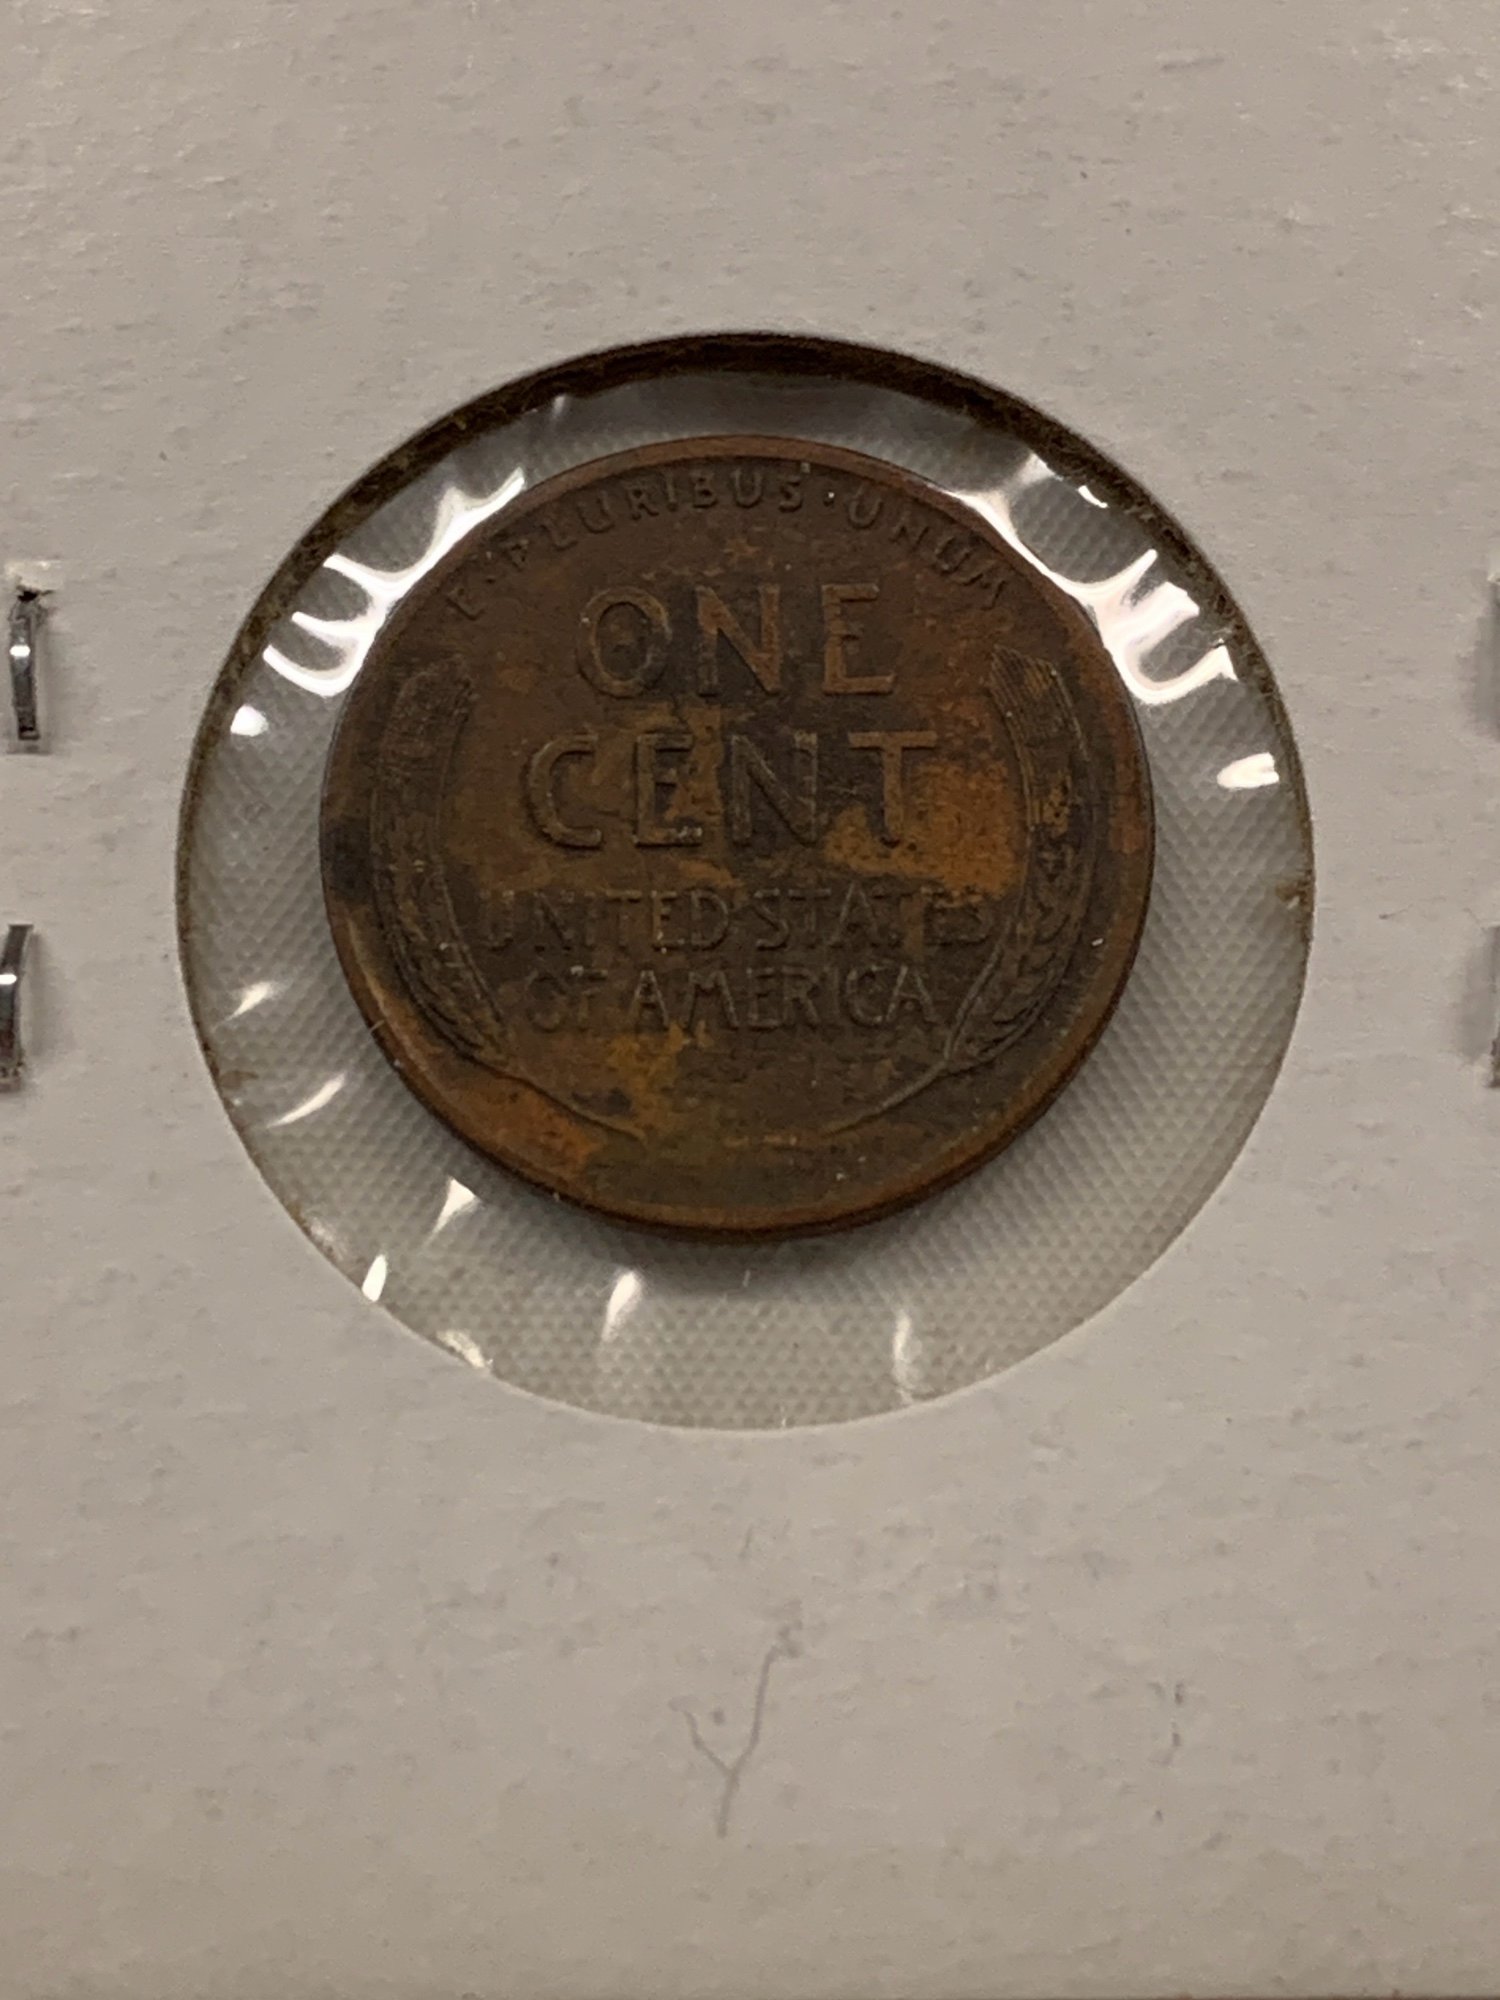 E · PLURIBUS · UNUM
ONE
CENT
UNITED STATES
OF AMERICA